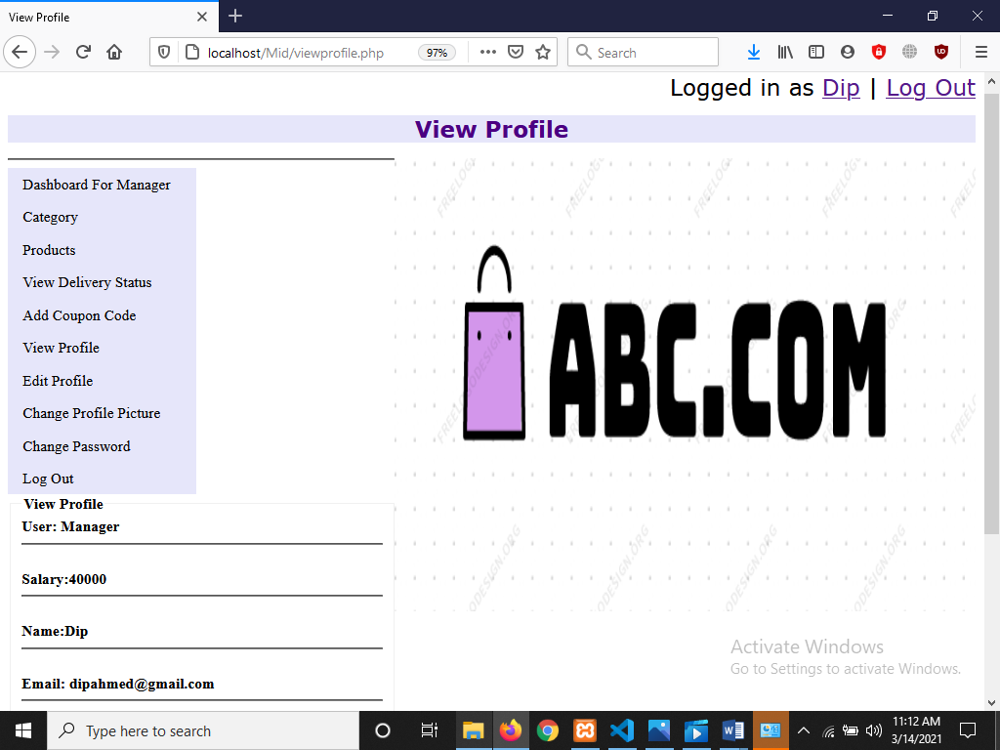 View Profile
localhost/Mid/viewprofile.php
97%
Search
Logged in as Dip | Log Out
View Profile
Dashboard For Manager
Category
Products
View Delivery Status
Add Coupon Code
View Profile
Edit Profile
Change Profile Picture
Change Password
Log Out
ABC.COM
View Profile
User: Manager
Salary:40000
Name:Dip
Email: dipahmed@gmail.com
Activate Windows
Go to Settings to activate Windows.
Type here to search
11:12 AM
3/14/2021